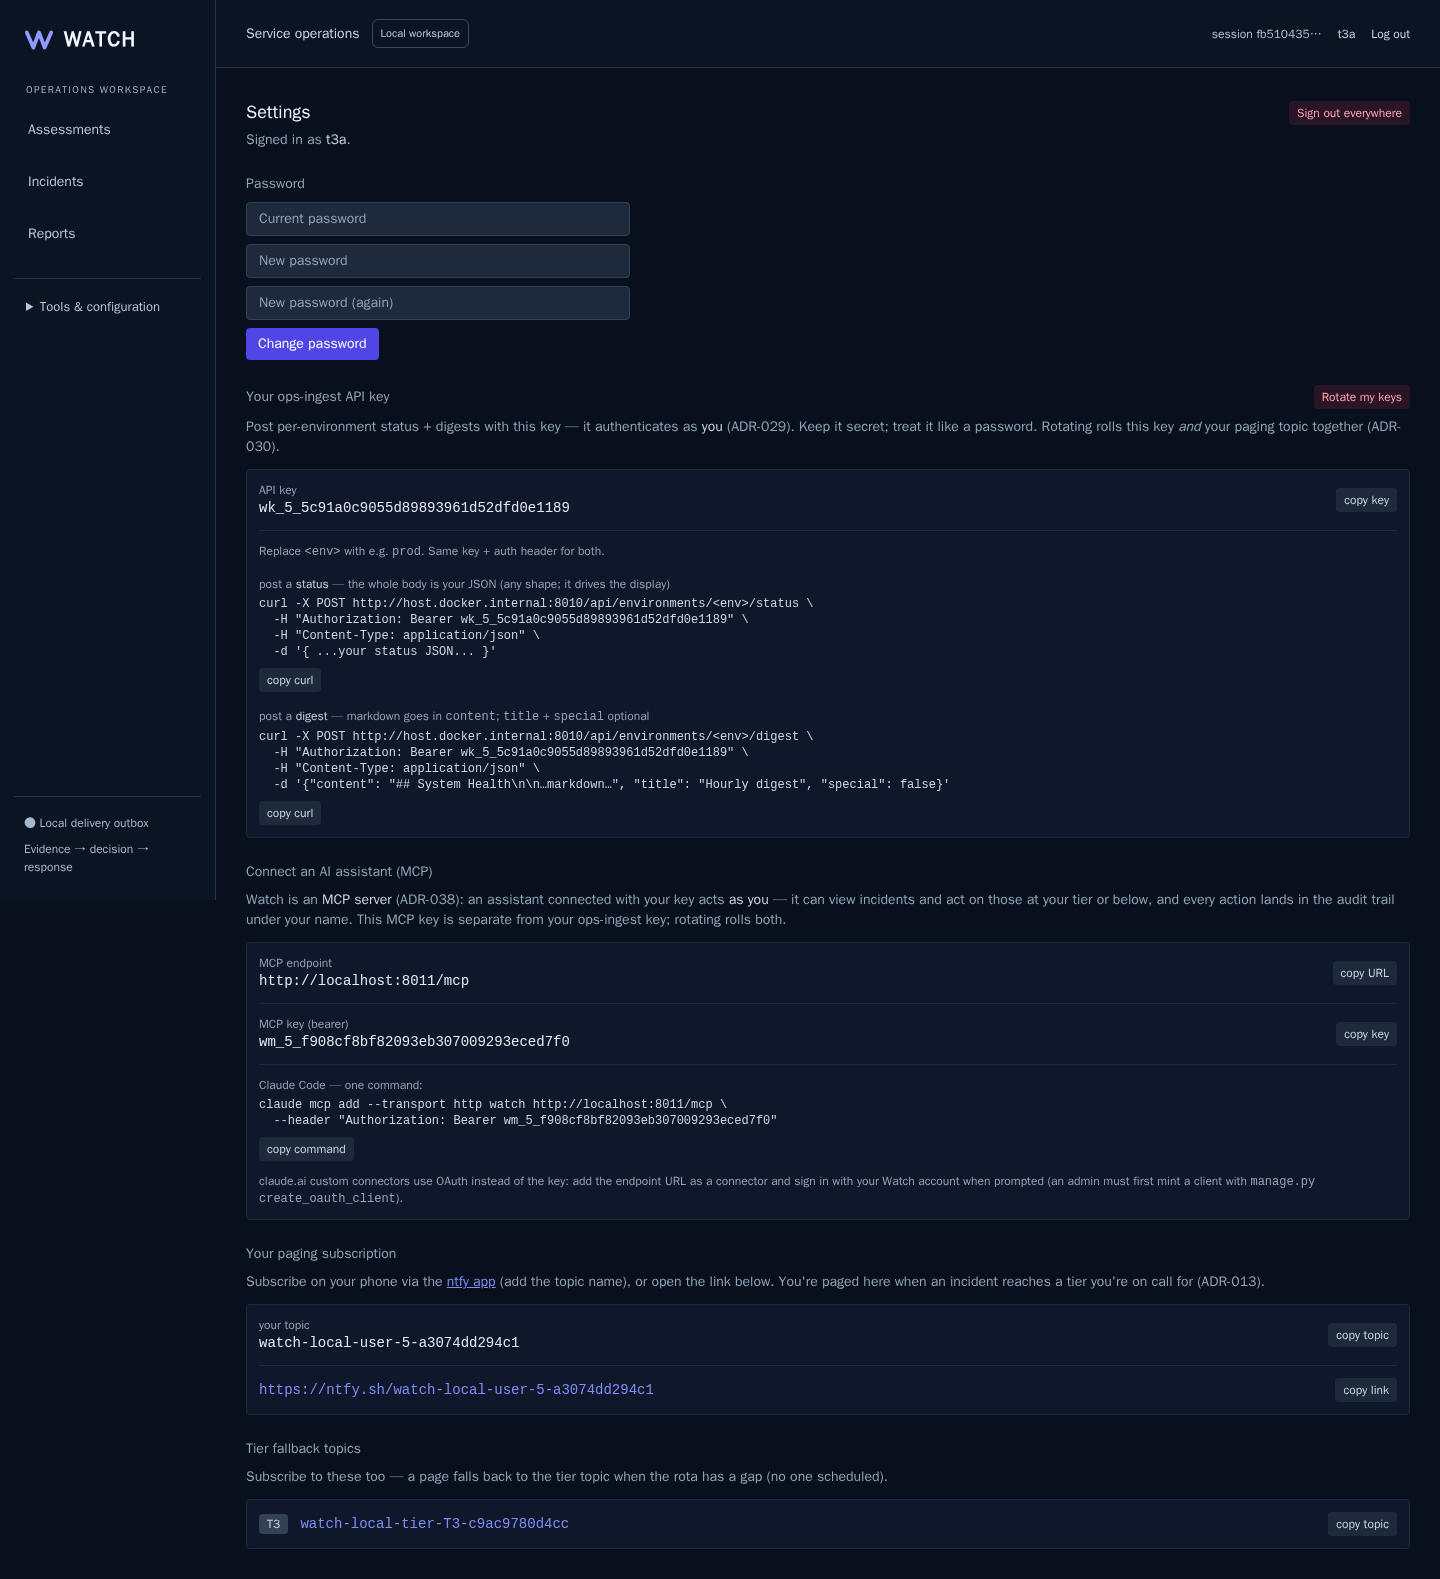 WATCH
OPERATIONS WORKSPACE
Assessments
Incidents
Reports
▶ Tools & configuration
Local delivery outbox
Evidence → decision →
response
Service operations
Local workspace
session fb510435…
t3a
Log out
Settings
Sign out everywhere
Signed in as t3a.
Password
Current password
New password
New password (again)
Change password
Your ops-ingest API key
Rotate my keys
Post per-environment status + digests with this key — it authenticates as you (ADR-029). Keep it secret; treat it like a password. Rotating rolls this key and your paging topic together (ADR-
030).
API key
wk_5_5c91a0c9055d89893961d52dfd0e1189
copy key
Replace <env> with e.g. prod. Same key + auth header for both.
post a status — the whole body is your JSON (any shape; it drives the display)
curl -X POST http://host.docker.internal:8010/api/environments/<env>/status \
-H "Authorization: Bearer wk_5_5c91a0c9055d89893961d52dfd0e1189" \
-H "Content-Type: application/json" \
-d '{ ...your status JSON... }'
copy curl
post a digest — markdown goes in content; title + special optional
curl -X POST http://host.docker.internal:8010/api/environments/<env>/digest \
-H "Authorization: Bearer wk_5_5c91a0c9055d89893961d52dfd0e1189" \
-H "Content-Type: application/json" \
-d '{"content": "## System Health\n\n…markdown…", "title": "Hourly digest", "special": false}'
copy curl
Connect an AI assistant (MCP)
Watch is an MCP server (ADR-038): an assistant connected with your key acts as you — it can view incidents and act on those at your tier or below, and every action lands in the audit trail
under your name. This MCP key is separate from your ops-ingest key; rotating rolls both.
MCP endpoint
http://localhost:8011/mcp
copy URL
MCP key (bearer)
wm_5_f908cf8bf82093eb307009293eced7f0
copy key
Claude Code — one command:
claude mcp add --transport http watch http://localhost:8011/mcp \
--header "Authorization: Bearer wm_5_f908cf8bf82093eb307009293eced7f0"
copy command
claude.ai custom connectors use OAuth instead of the key: add the endpoint URL as a connector and sign in with your Watch account when prompted (an admin must first mint a client with manage.py
create_oauth_client).
Your paging subscription
Subscribe on your phone via the ntfy app (add the topic name), or open the link below. You're paged here when an incident reaches a tier you're on call for (ADR-013).
your topic
watch-local-user-5-a3074dd294c1
copy topic
https://ntfy.sh/watch-local-user-5-a3074dd294c1
copy link
Tier fallback topics
Subscribe to these too — a page falls back to the tier topic when the rota has a gap (no one scheduled).
T3 watch-local-tier-T3-c9ac9780d4cc
copy topic